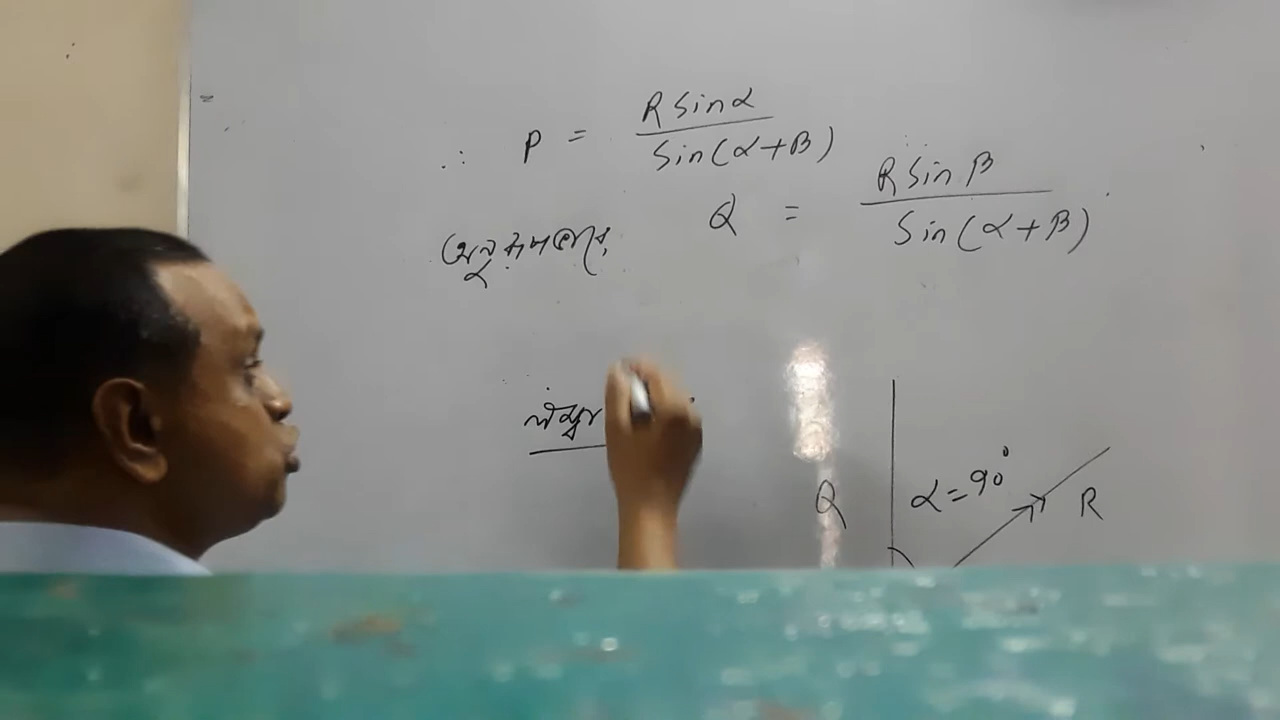 ∴ P = R Sin α / Sin(α+β)
অনুরূপভাবে, Q = R Sin β / Sin(α+β)
Q α = 90° R